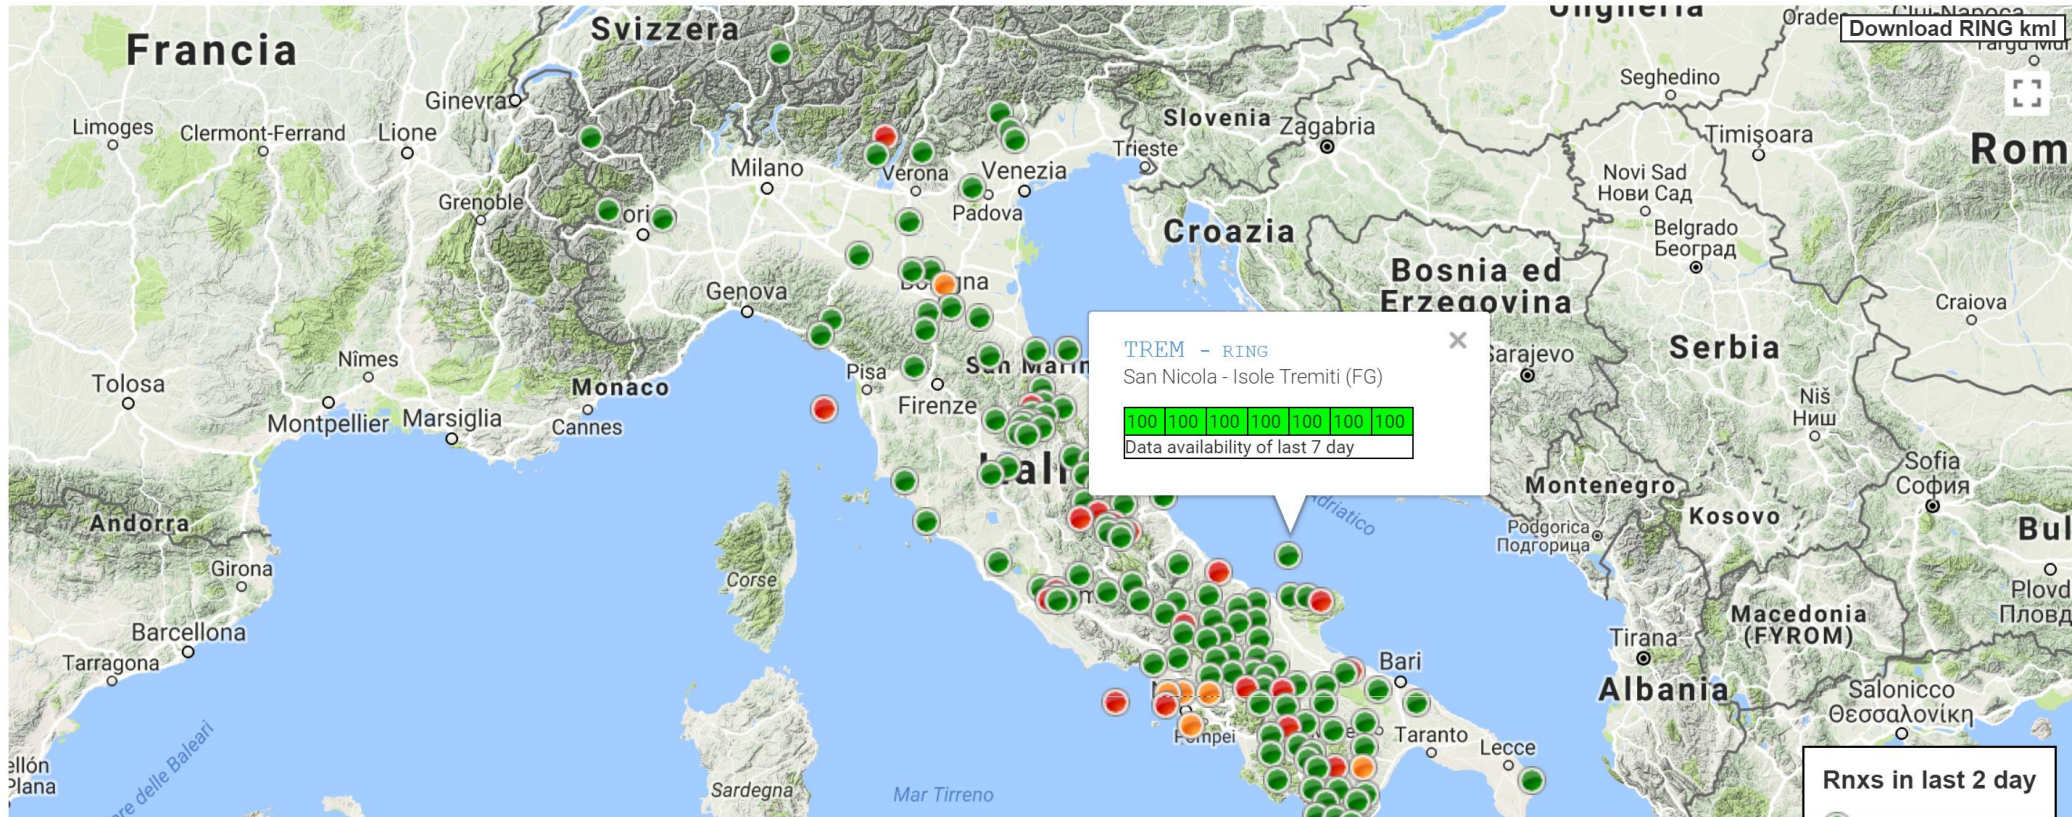 Francia
Svizzera
Ungheria
Download RING kml
Ginevra
Seghedino
Limoges
Clermont-Ferrand
Lione
Slovenia
Zagabria
Timișoara
Trieste
Milano
Verona
Venezia
Novi Sad
Нови Сад
Grenoble
Padova
Croazia
Belgrado
Београд
Bosnia ed
Erzegovina
Genova
Craiova
TREM - RING
San Nicola - Isole Tremiti (FG)
100 100 100 100 100 100 100
Data availability of last 7 day
Sarajevo
Serbia
Nîmes
Pisa
Tolosa
Monaco
Niš
Ниш
Firenze
Montpellier
Marsiglia
Cannes
Sofia
София
Montenegro
Kosovo
Andorra
Podgorica
Подгорица
Girona
Corse
Macedonia
(FYROM)
Barcellona
Tirana
Tarragona
Bari
Albania
Salonicco
Θεσσαλονίκη
Pompei
Taranto
Lecce
Rnxs in last 2 day
Sardegna
Mar Tirreno